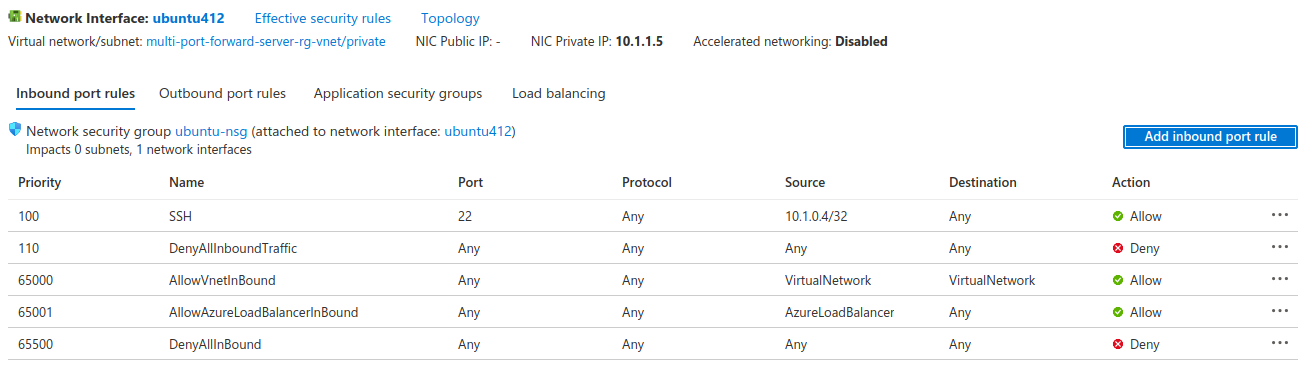 Network Interface: ubuntu412 Effective security rules Topology
Virtual network/subnet: multi-port-forward-server-rg-vnet/private NIC Public IP: - NIC Private IP: 10.1.1.5 Accelerated networking: Disabled
Inbound port rules Outbound port rules Application security groups Load balancing
Network security group ubuntu-nsg (attached to network interface: ubuntu412)
Impacts 0 subnets, 1 network interfaces
Add inbound port rule
Priority Name Port Protocol Source Destination Action
100 SSH 22 Any 10.1.0.4/32 Any Allow ...
110 DenyAllInboundTraffic Any Any Any Any Deny ...
65000 AllowVnetInBound Any Any VirtualNetwork VirtualNetwork Allow ...
65001 AllowAzureLoadBalancerInBound Any Any AzureLoadBalancer Any Allow ...
65500 DenyAllInBound Any Any Any Any Deny ...